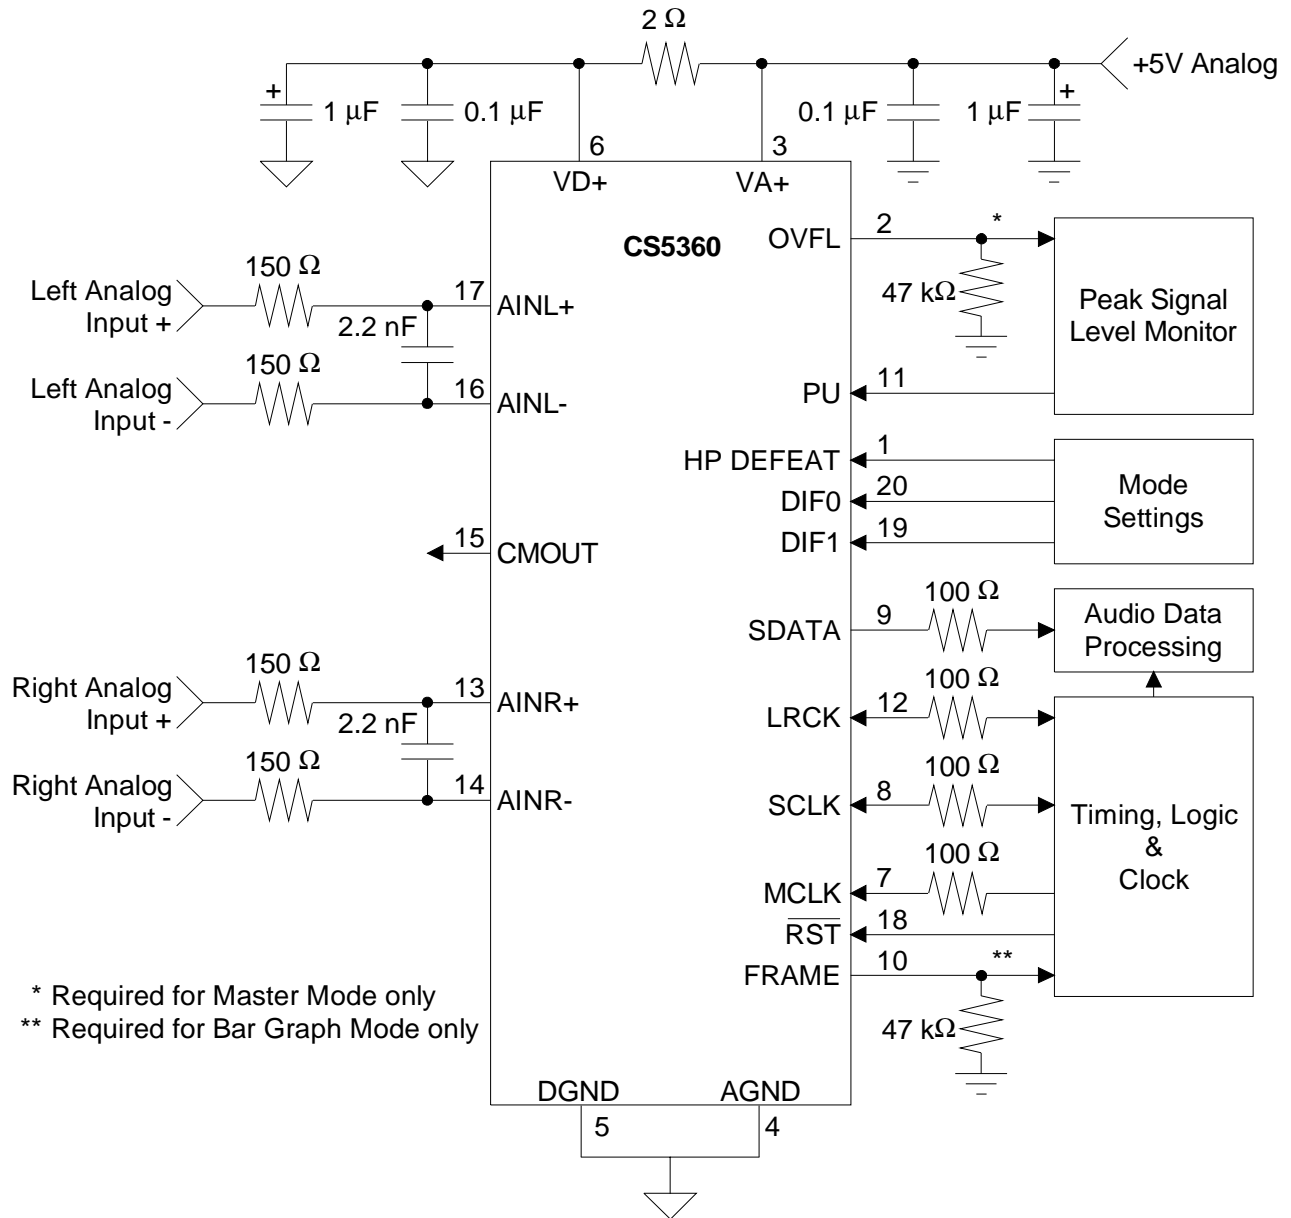 2 Ω
+5V Analog
+
1 µF
0.1 µF
0.1 µF
1 µF
+
6
3
VD+
VA+
CS5360
OVFL
2
*
47 kΩ
Peak Signal
Level Monitor
PU
11
Left Analog
Input +
150 Ω
17
AINL+
2.2 nF
Left Analog
Input -
150 Ω
16
AINL-
HP DEFEAT
1
DIF0
20
DIF1
19
Mode
Settings
15
CMOUT
SDATA
9
100 Ω
Audio Data
Processing
Right Analog
Input +
150 Ω
13
AINR+
2.2 nF
Right Analog
Input -
150 Ω
14
AINR-
LRCK
12
100 Ω
SCLK
8
100 Ω
MCLK
7
100 Ω
RST
18
FRAME
10
**
47 kΩ
Timing, Logic
&
Clock
* Required for Master Mode only
** Required for Bar Graph Mode only
DGND
AGND
5
4